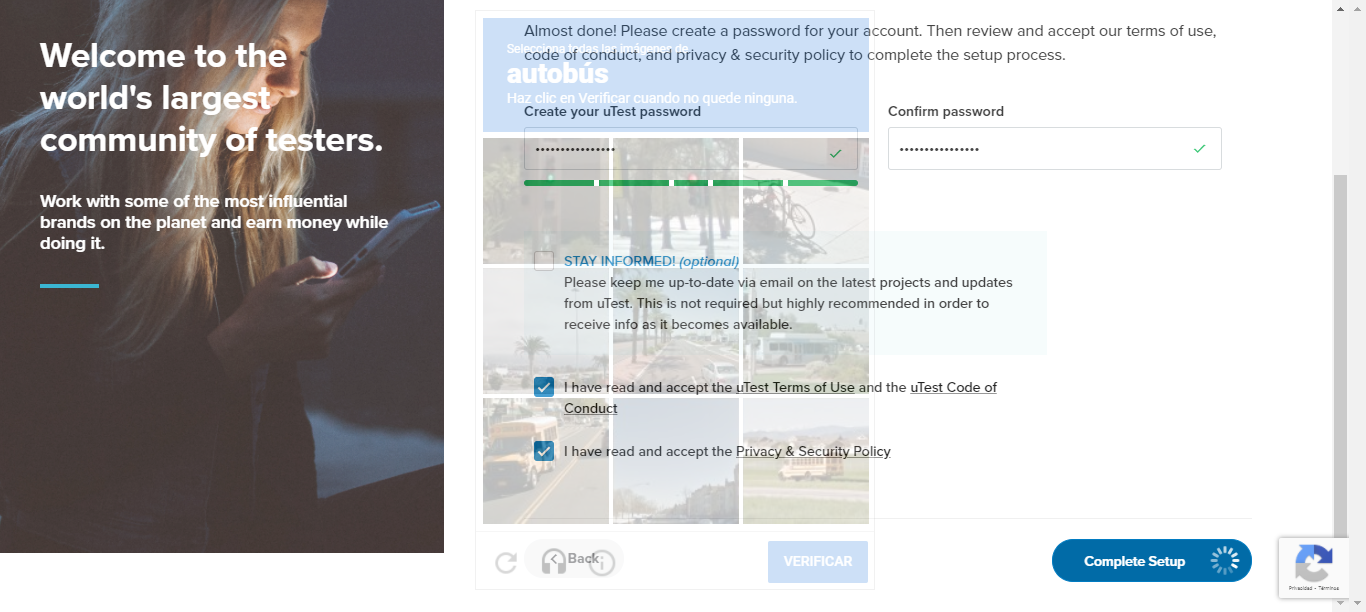 Welcome to the
world's largest
community of testers.
Work with some of the most influential
brands on the planet and earn money while
doing it.
Almost done! Please create a password for your account. Then review and accept our terms of use,
code of conduct, and privacy & security policy to complete the setup process.
Selecciona todas las imágenes de
autobús
Haz clic en Verificar cuando no quede ninguna.
Create your uTest password
Confirm password
STAY INFORMED! (optional)
Please keep me up-to-date via email on the latest projects and updates
from uTest. This is not required but highly recommended in order to
receive info as it becomes available.
I have read and accept the uTest Terms of Use and the uTest Code of
Conduct
I have read and accept the Privacy & Security Policy
Back
VERIFICAR
Complete Setup
Privacidad - Términos